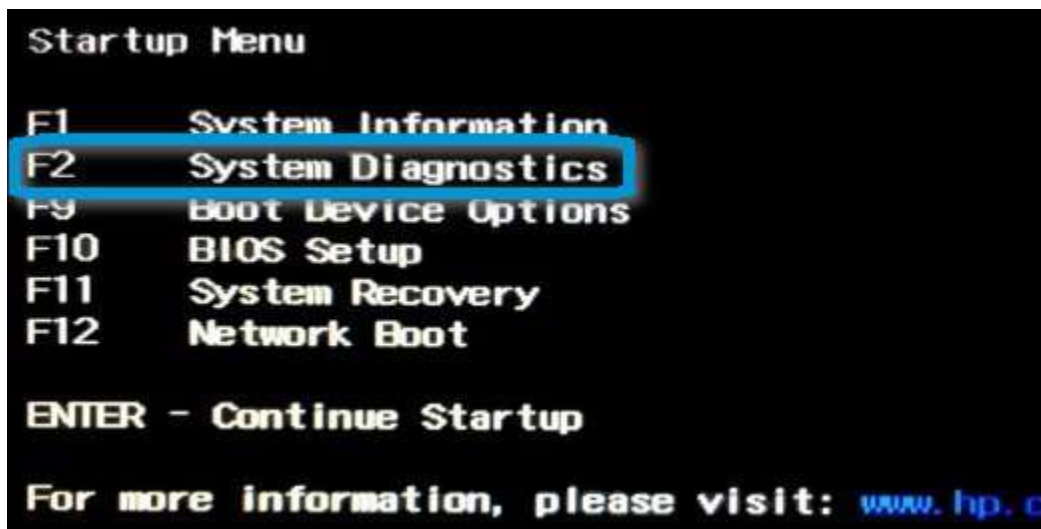 Startup Menu
F1 System Information
F2 System Diagnostics
F9 Boot Device Options
F10 BIOS Setup
F11 System Recovery
F12 Network Boot
ENTER - Continue Startup
For more information, please visit: www.hp.c